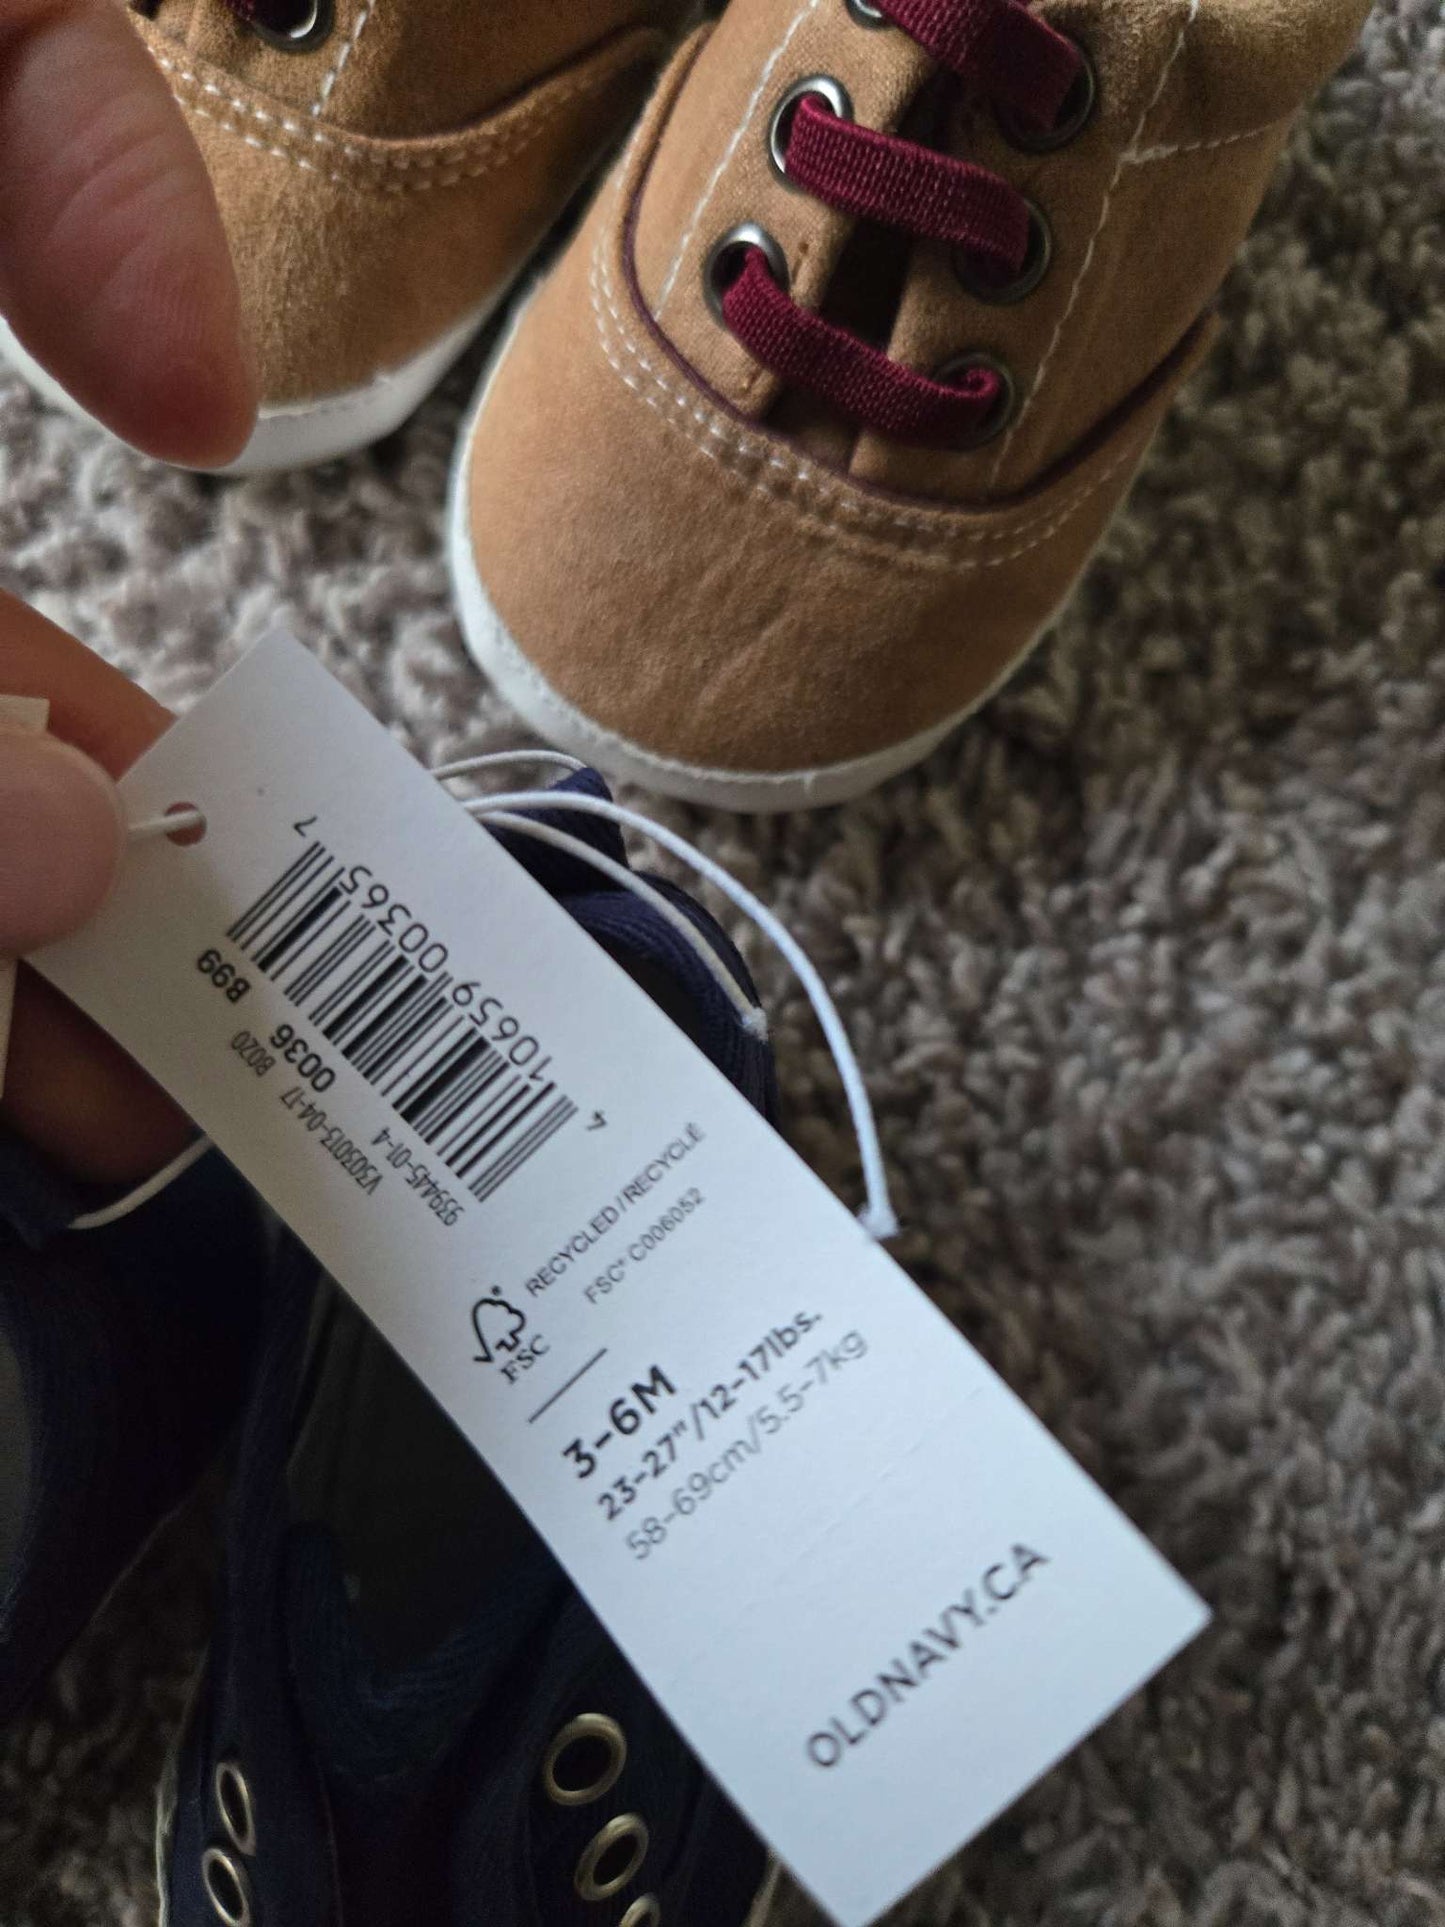 7
10659 00365
4
B99
0036
B020
V303013-04-17
939445-01-4
RECYCLED/RECYCLÉ
FSC® C006052
FSC
3-6M
23-27"/12-17lbs.
58-69cm/5.5-7kg
OLDNAVY.CA